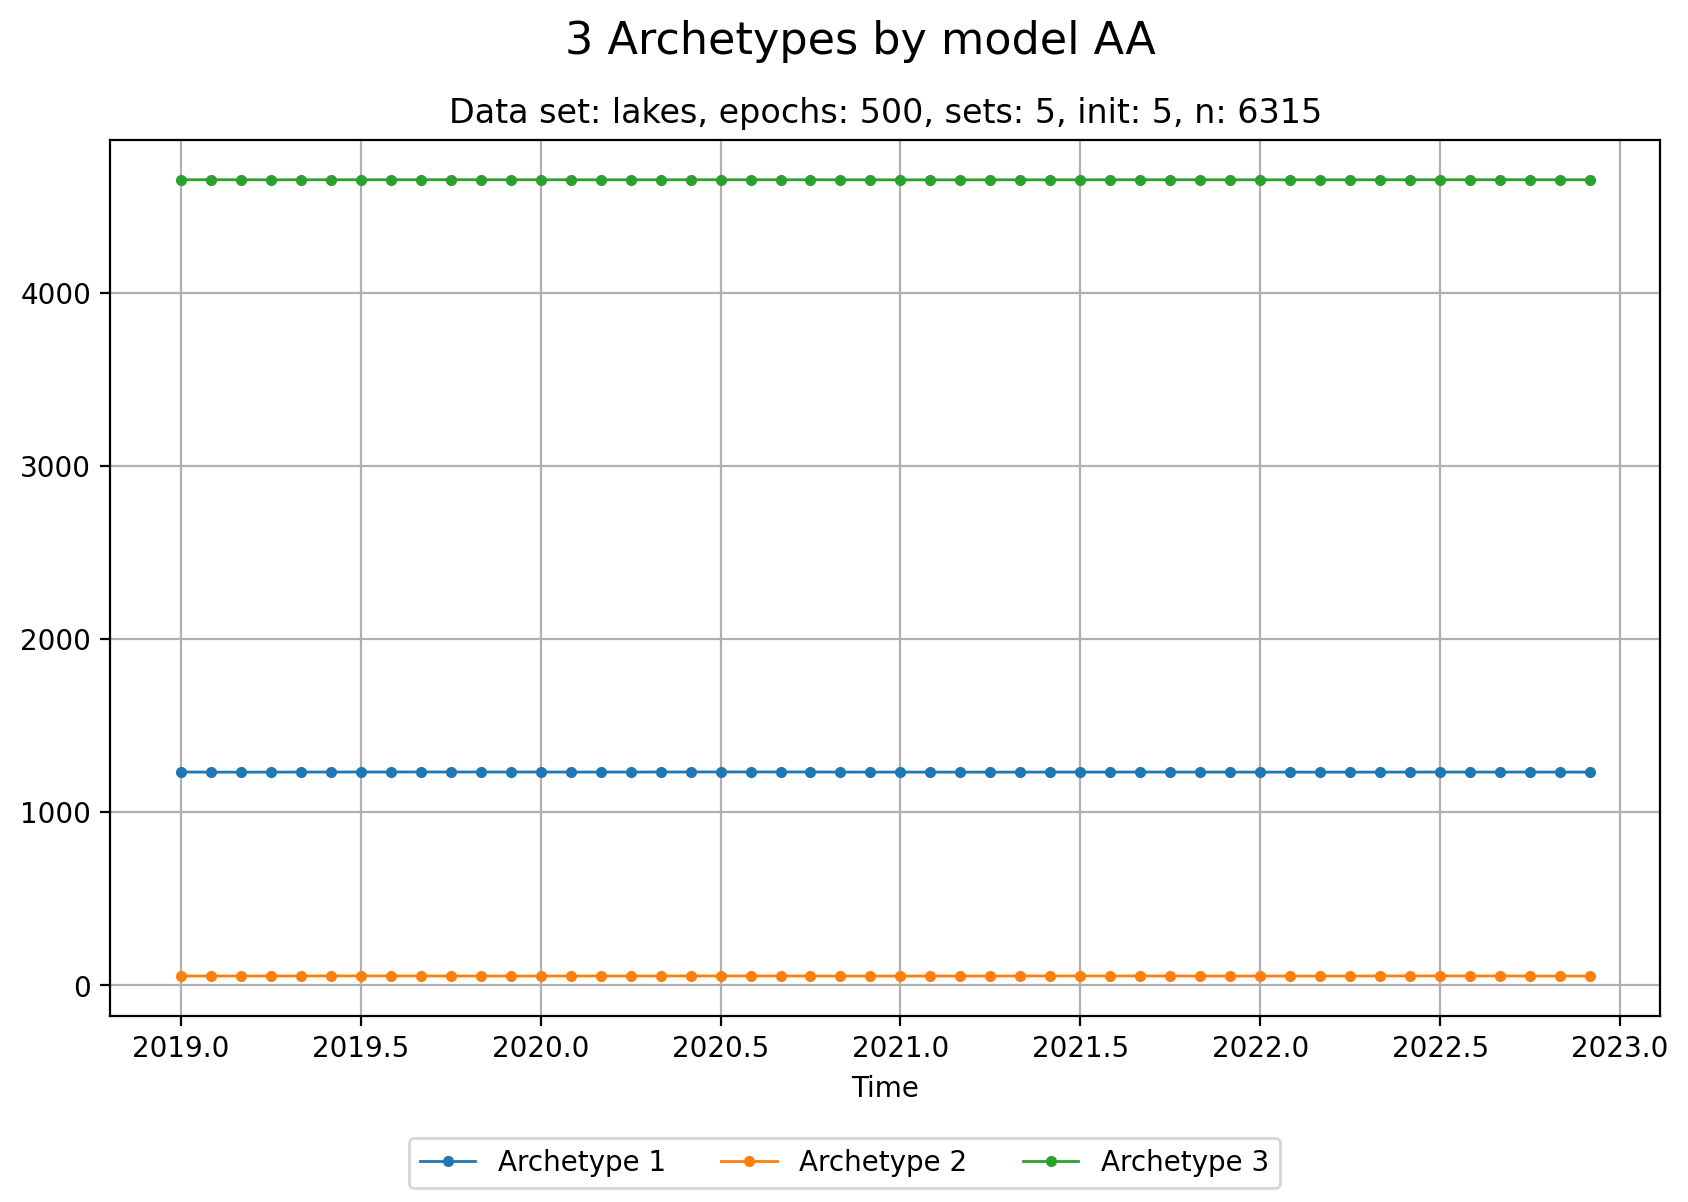 3 Archetypes by model AA
Data set: lakes, epochs: 500, sets: 5, init: 5, n: 6315
4000
3000
2000
1000
0
2019.0 2019.5 2020.0 2020.5 2021.0 2021.5 2022.0 2022.5 2023.0
Time
Archetype 1 Archetype 2 Archetype 3